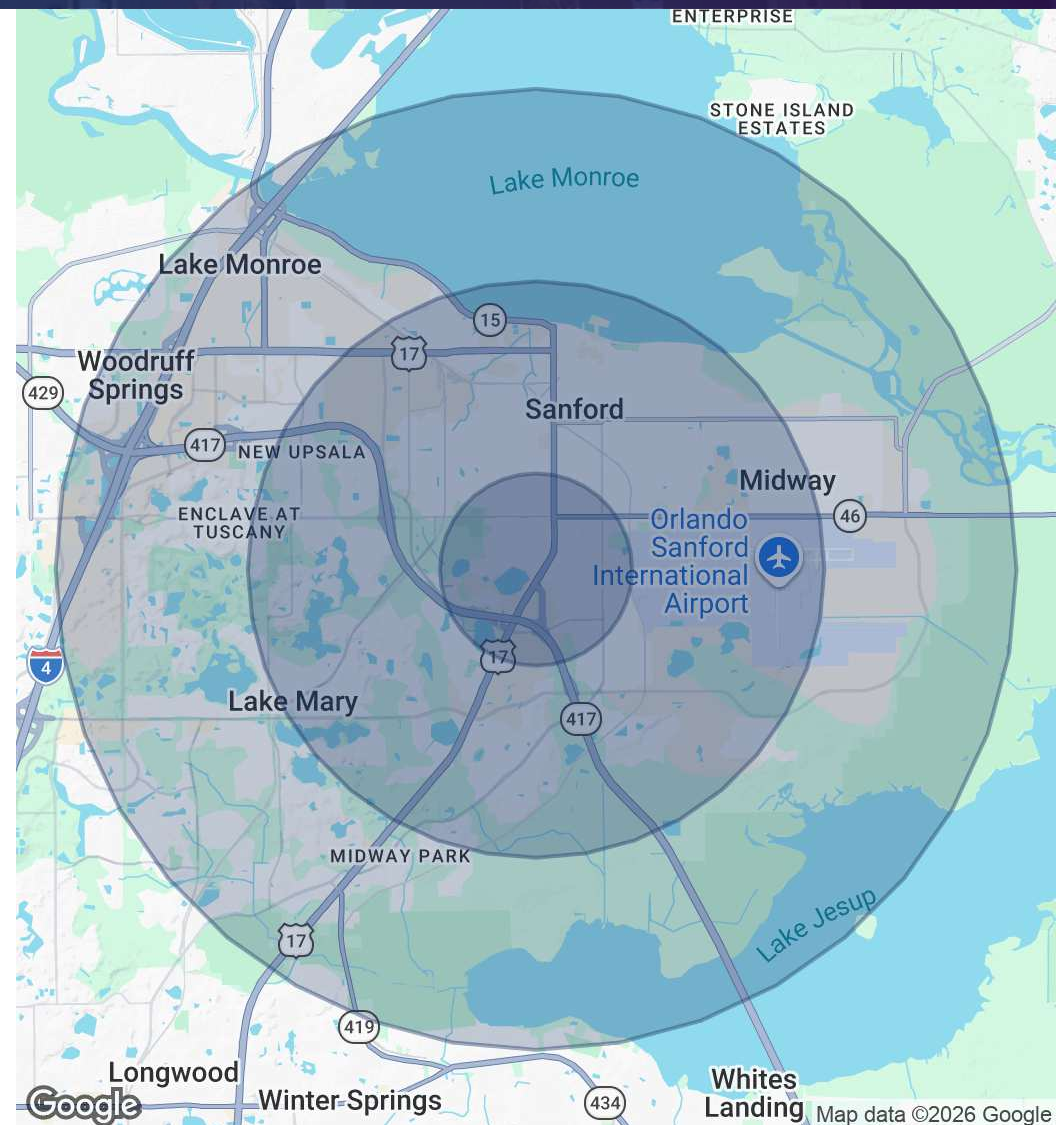 ENTERPRISE
STONE ISLAND
ESTATES
Lake Monroe
Lake Monroe
15
17
Woodruff
Springs
429
Sanford
417
NEW UPSALA
Midway
ENCLAVE AT
TUSCANY
46
Orlando
Sanford
International
Airport
17
4
Lake Mary
417
MIDWAY PARK
Lake Jesup
17
419
Longwood
Winter Springs
434
Whites
Landing
Google
Map data ©2026 Google